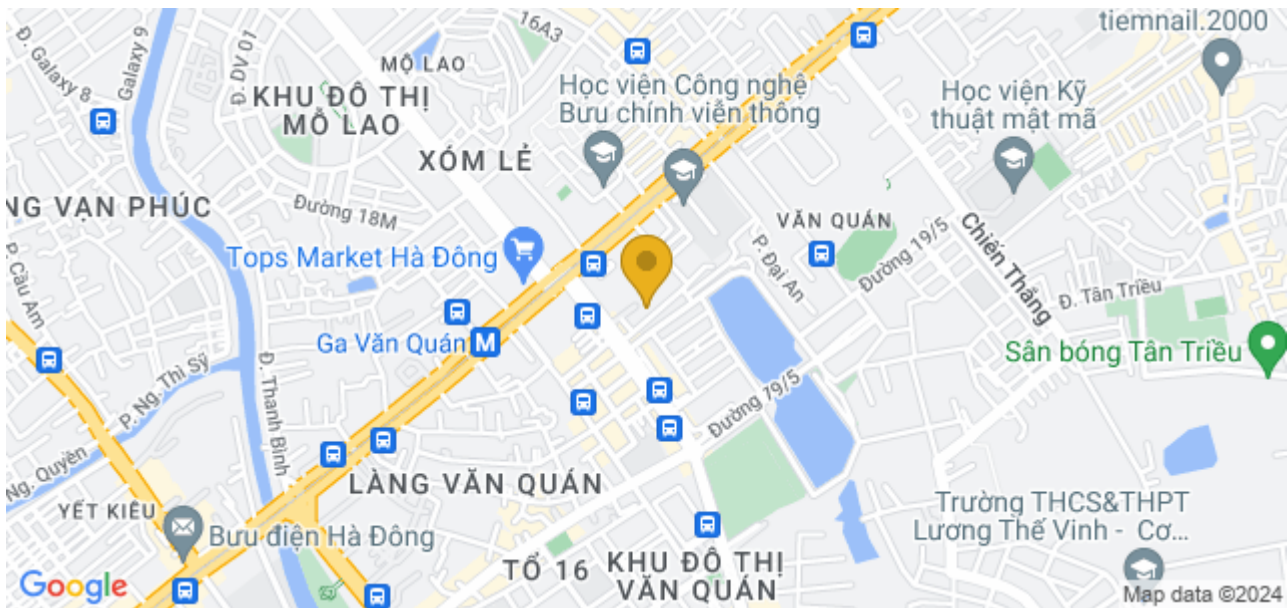 tiemnail.2000
16A3
Đ. Galaxy 8
Galaxy 9
Đ. DV 01
MỘ LAO
KHU ĐÔ THỊ
MỖ LAO
Học viện Công nghệ
Bưu chính viễn thông
Học viện Kỹ
thuật mật mã
XÓM LẺ
NG VẠN PHÚC
Đường 18M
VĂN QUÁN
Chiến Thắng
P. Cầu Am
Tops Market Hà Đông
P. Đại An
Đường 19/5
Đ. Tân Triều
Ga Văn Quán
M
Sân bóng Tân Triều
P. Ng. Thì Sỹ
Đ. Thanh Bình
Đường 19/5
Ng. Quyền
LÀNG VĂN QUÁN
YẾT KIÊU
Bưu điện Hà Đông
Trường THCS&THPT
Lương Thế Vinh - Cơ...
TỔ 16
KHU ĐÔ THỊ
VĂN QUÁN
Google
Map data ©2024